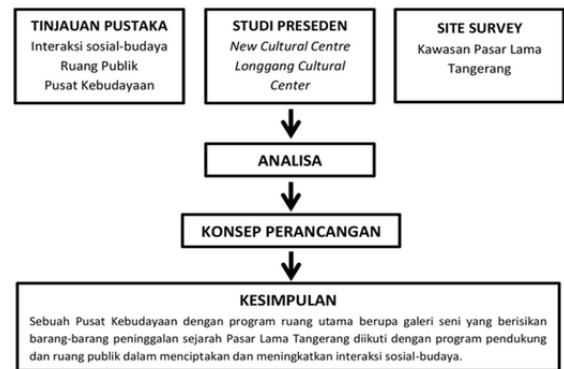 TINJAUAN PUSTAKA
Interaksi sosial-budaya
Ruang Publik
Pusat Kebudayaan
STUDI PRESEDEN
New Cultural Centre
Longgang Cultural
Center
SITE SURVEY
Kawasan Pasar Lama
Tangerang
ANALISA
KONSEP PERANCANGAN
KESIMPULAN
Sebuah Pusat Kebudayaan dengan program ruang utama berupa galeri seni yang berisikan
barang-barang peninggalan sejarah Pasar Lama Tangerang diikuti dengan program pendukung
dan ruang publik dalam menciptakan dan meningkatkan interaksi sosial-budaya.